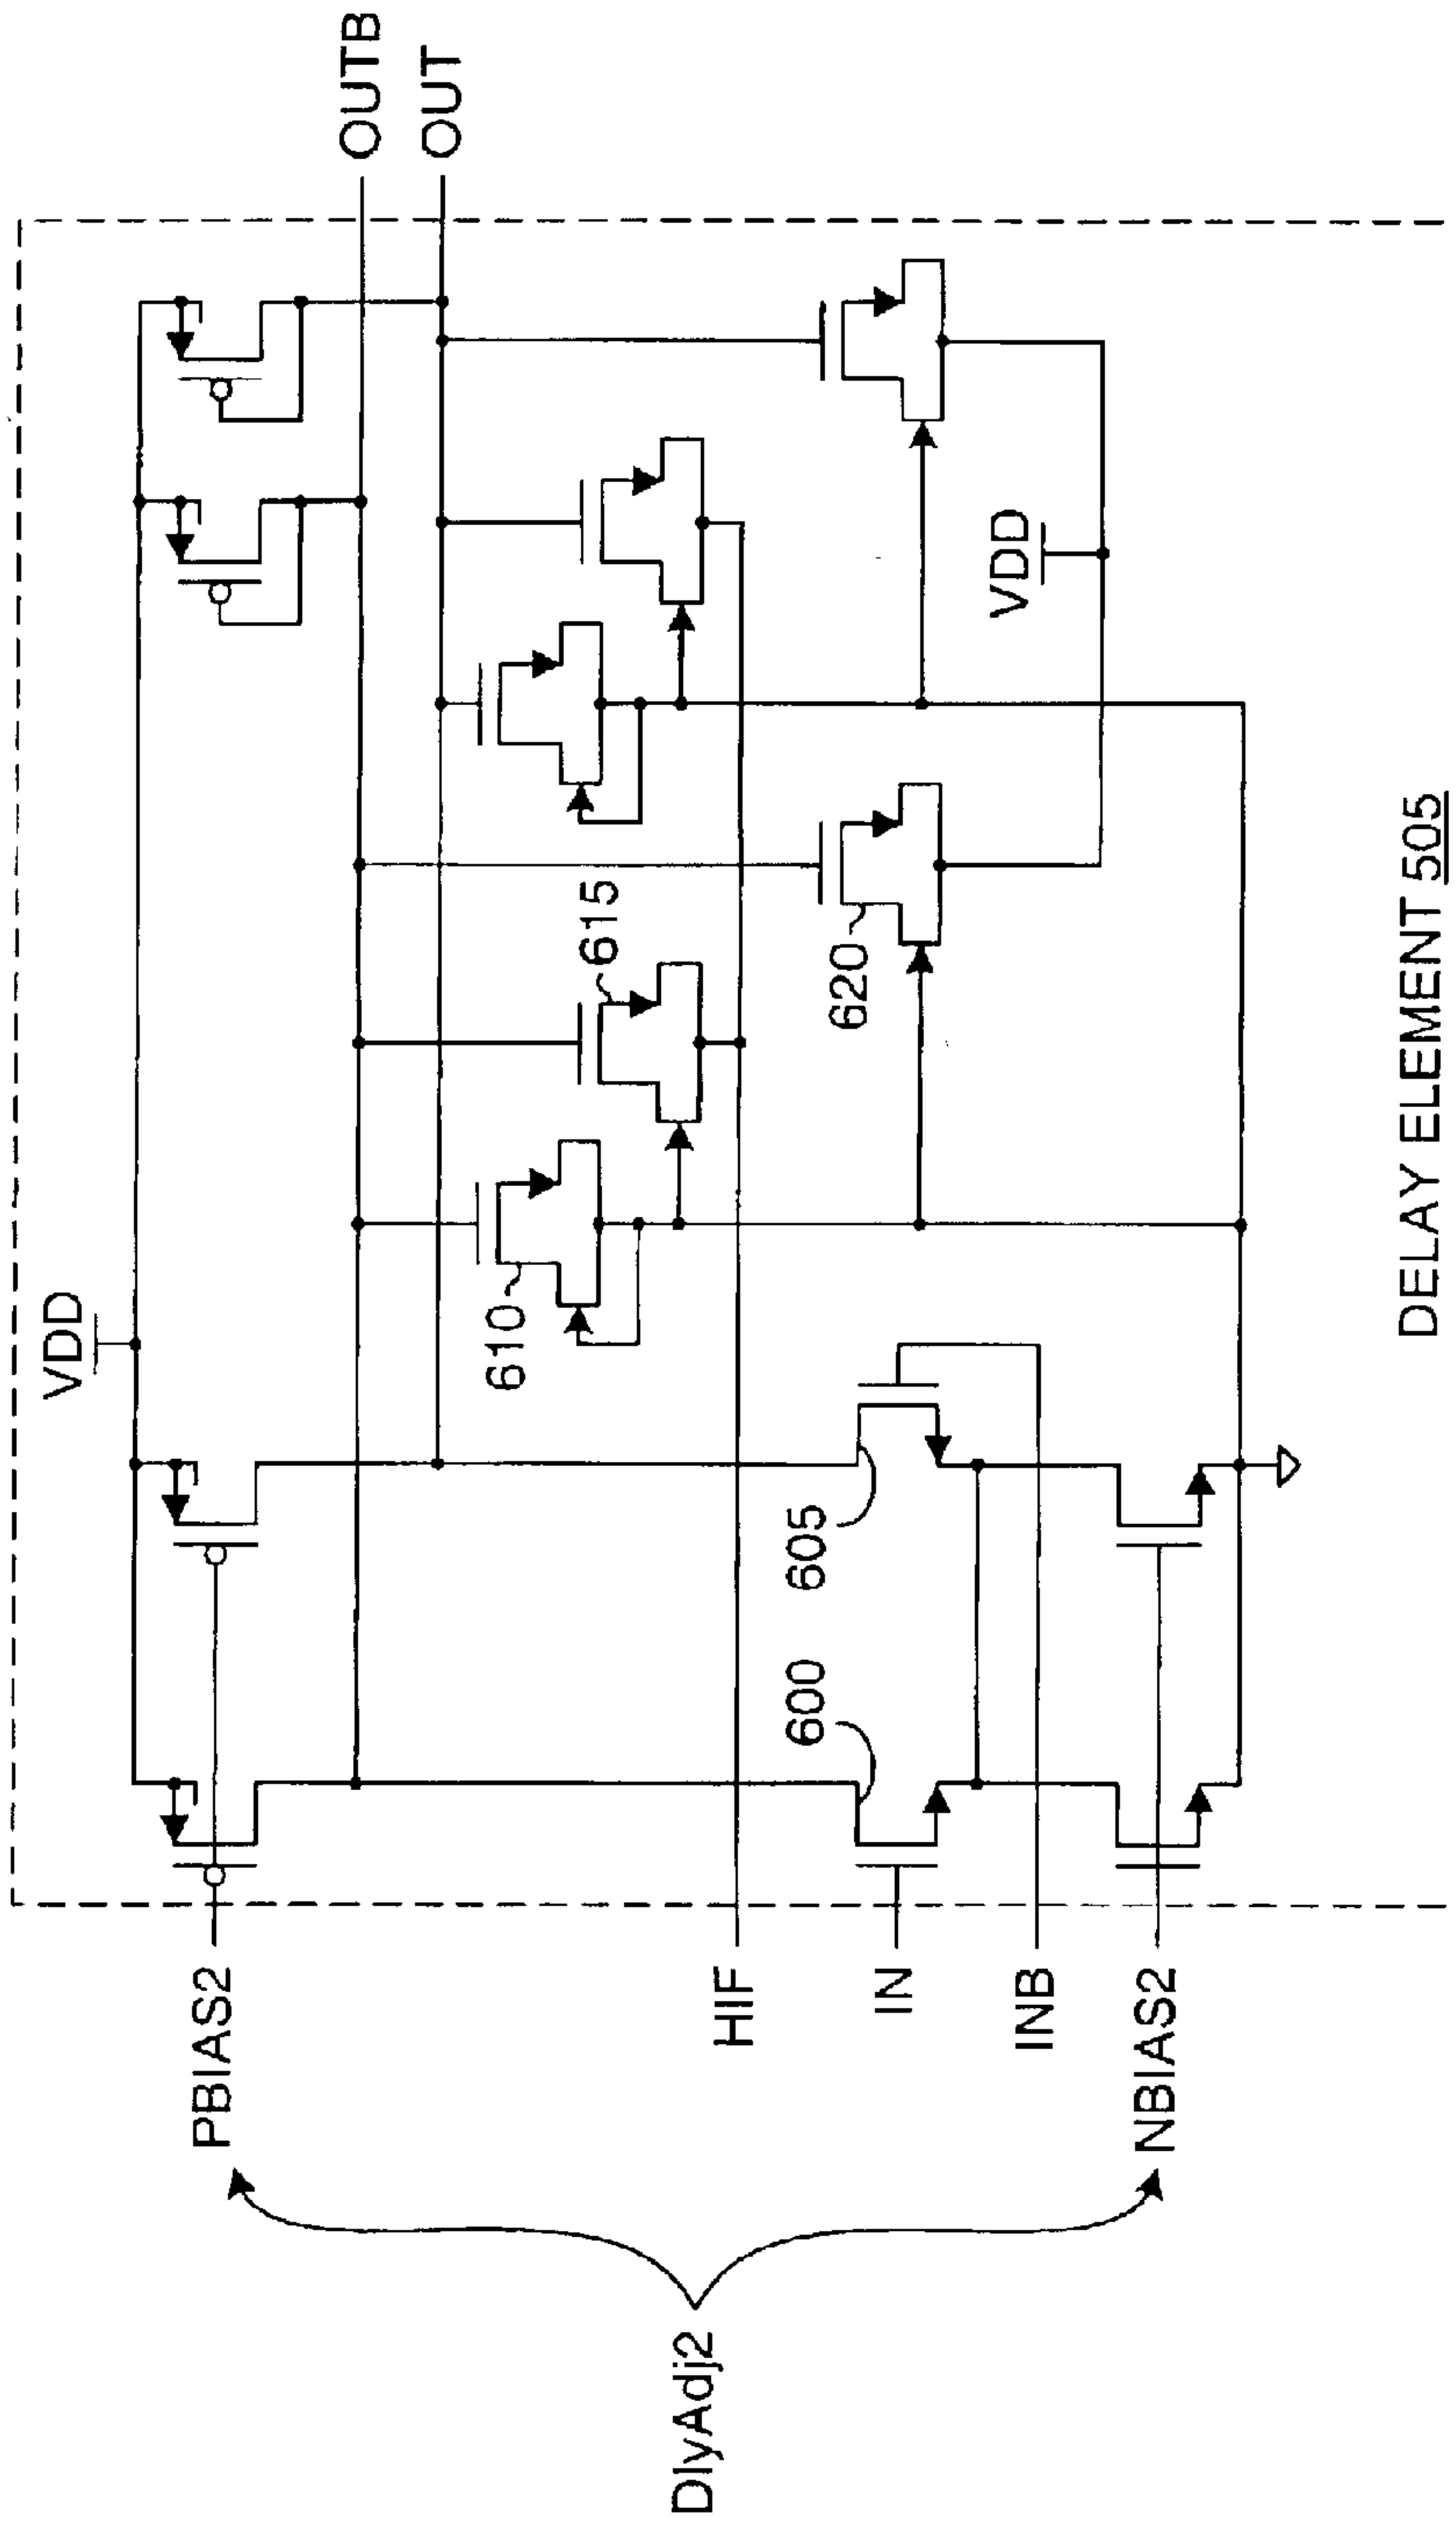 VDD
OUTB
OUT
PBIAS2
610
615
620
VDD
DlyAdj2
HIF
600
605
IN
INB
NBIAS2
DELAY ELEMENT 505